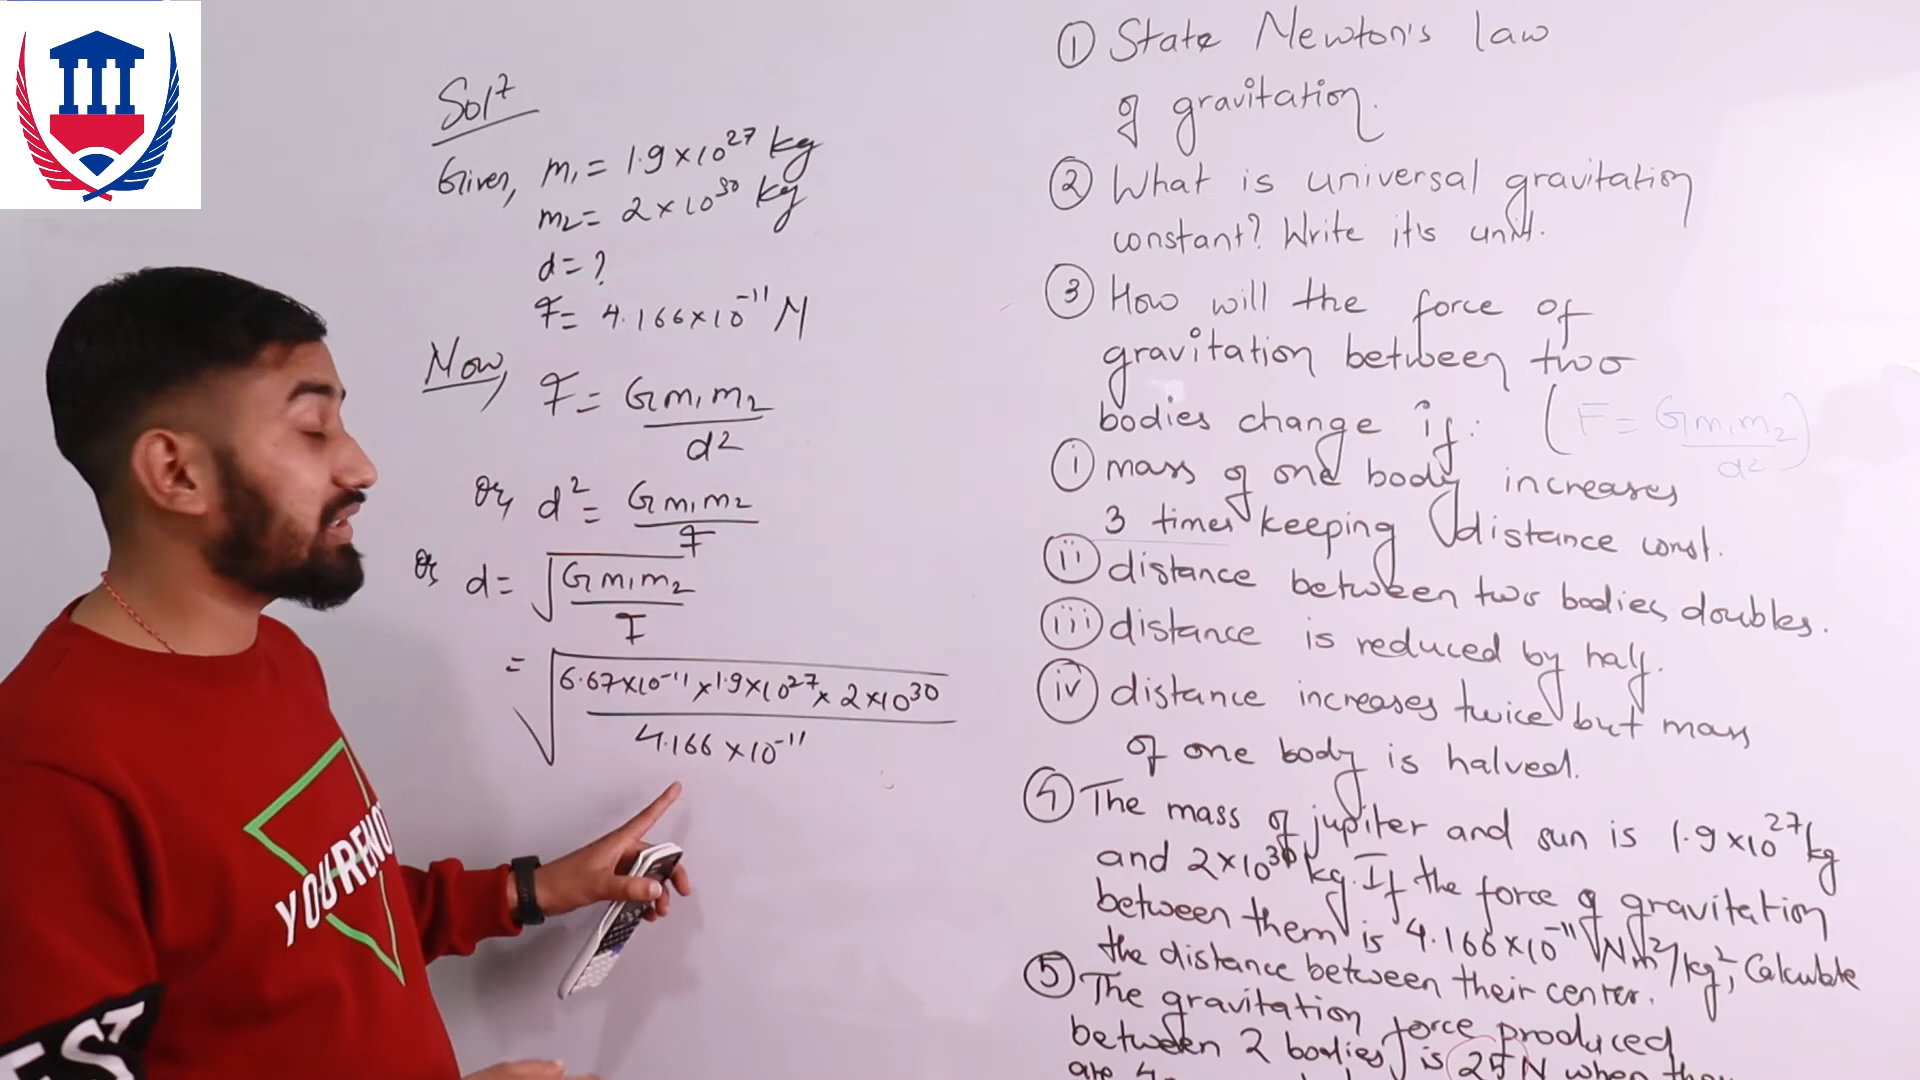 Solⁿ
Given, m₁ = 1.9×10²⁷ kg
m₂ = 2×10³⁰ kg
d = ?
F = 4.166×10⁻¹¹ N
Now,
F = Gm₁m₂/d²
or, d² = Gm₁m₂/F
or, d = √(Gm₁m₂/F)
= √(6.67×10⁻¹¹×1.9×10²⁷×2×10³⁰/4.166×10⁻¹¹)
YOURENO
EST
① State Newton's law
of gravitation.
② What is universal gravitation
constant? Write it's unit.
③ How will the force of
gravitation between two
bodies change if: (F = Gm₁m₂/d²)
ⓘ mass of one body increases
3 times keeping distance const.
(ii) distance between two bodies doubles.
(iii) distance is reduced by half.
(iv) distance increases twice but mass
of one body is halved.
④ The mass of jupiter and sun is 1.9×10²⁷ kg
and 2×10³⁰ kg. If the force of gravitation
between them is 4.166×10⁻¹¹ Nm²/kg², Calculate
the distance between their center.
⑤ The gravitation force produced
between 2 bodies is 25 N when they
are